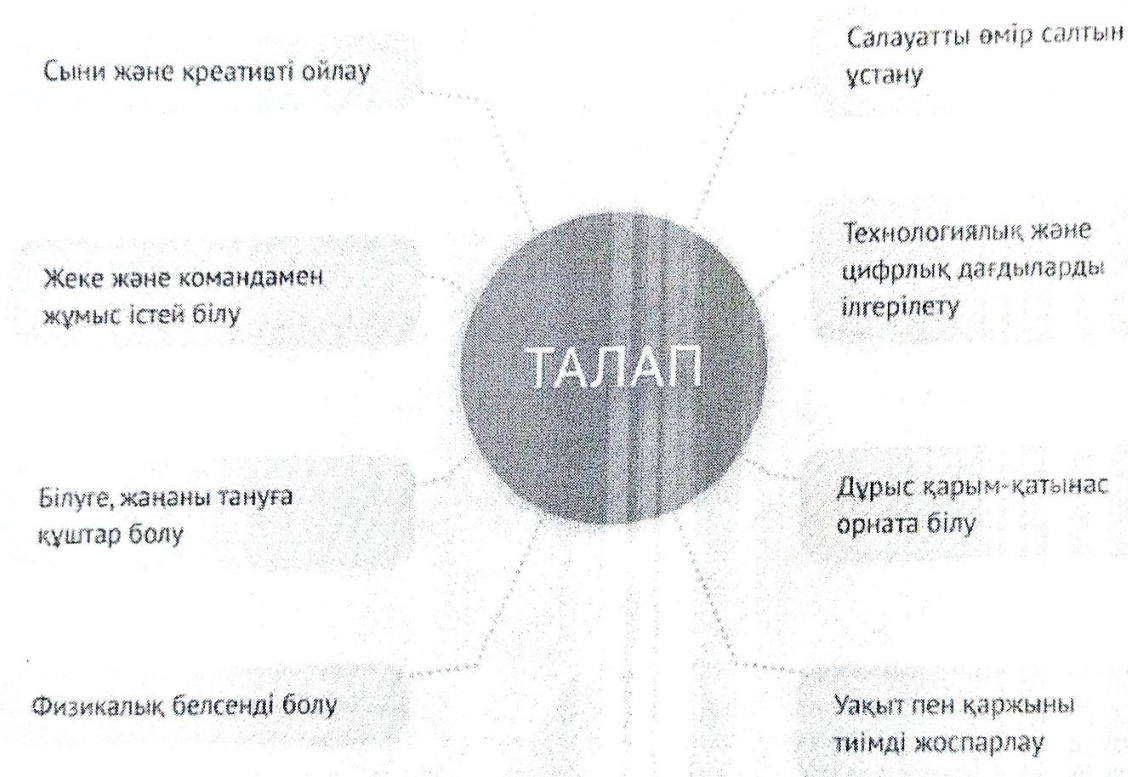 Сыни және креативті ойлау
Салауатты өмір салтын
ұстану
Жеке және командамен
жұмыс істей білу
Технологиялық және
цифрлық дағдыларды
ілгерілету
ТАЛАП
Білуге, жаңаны тануға
құштар болу
Дұрыс қарым-қатынас
орната білу
Физикалық белсенді болу
Уақыт пен қаржыны
тиімді жоспарлау